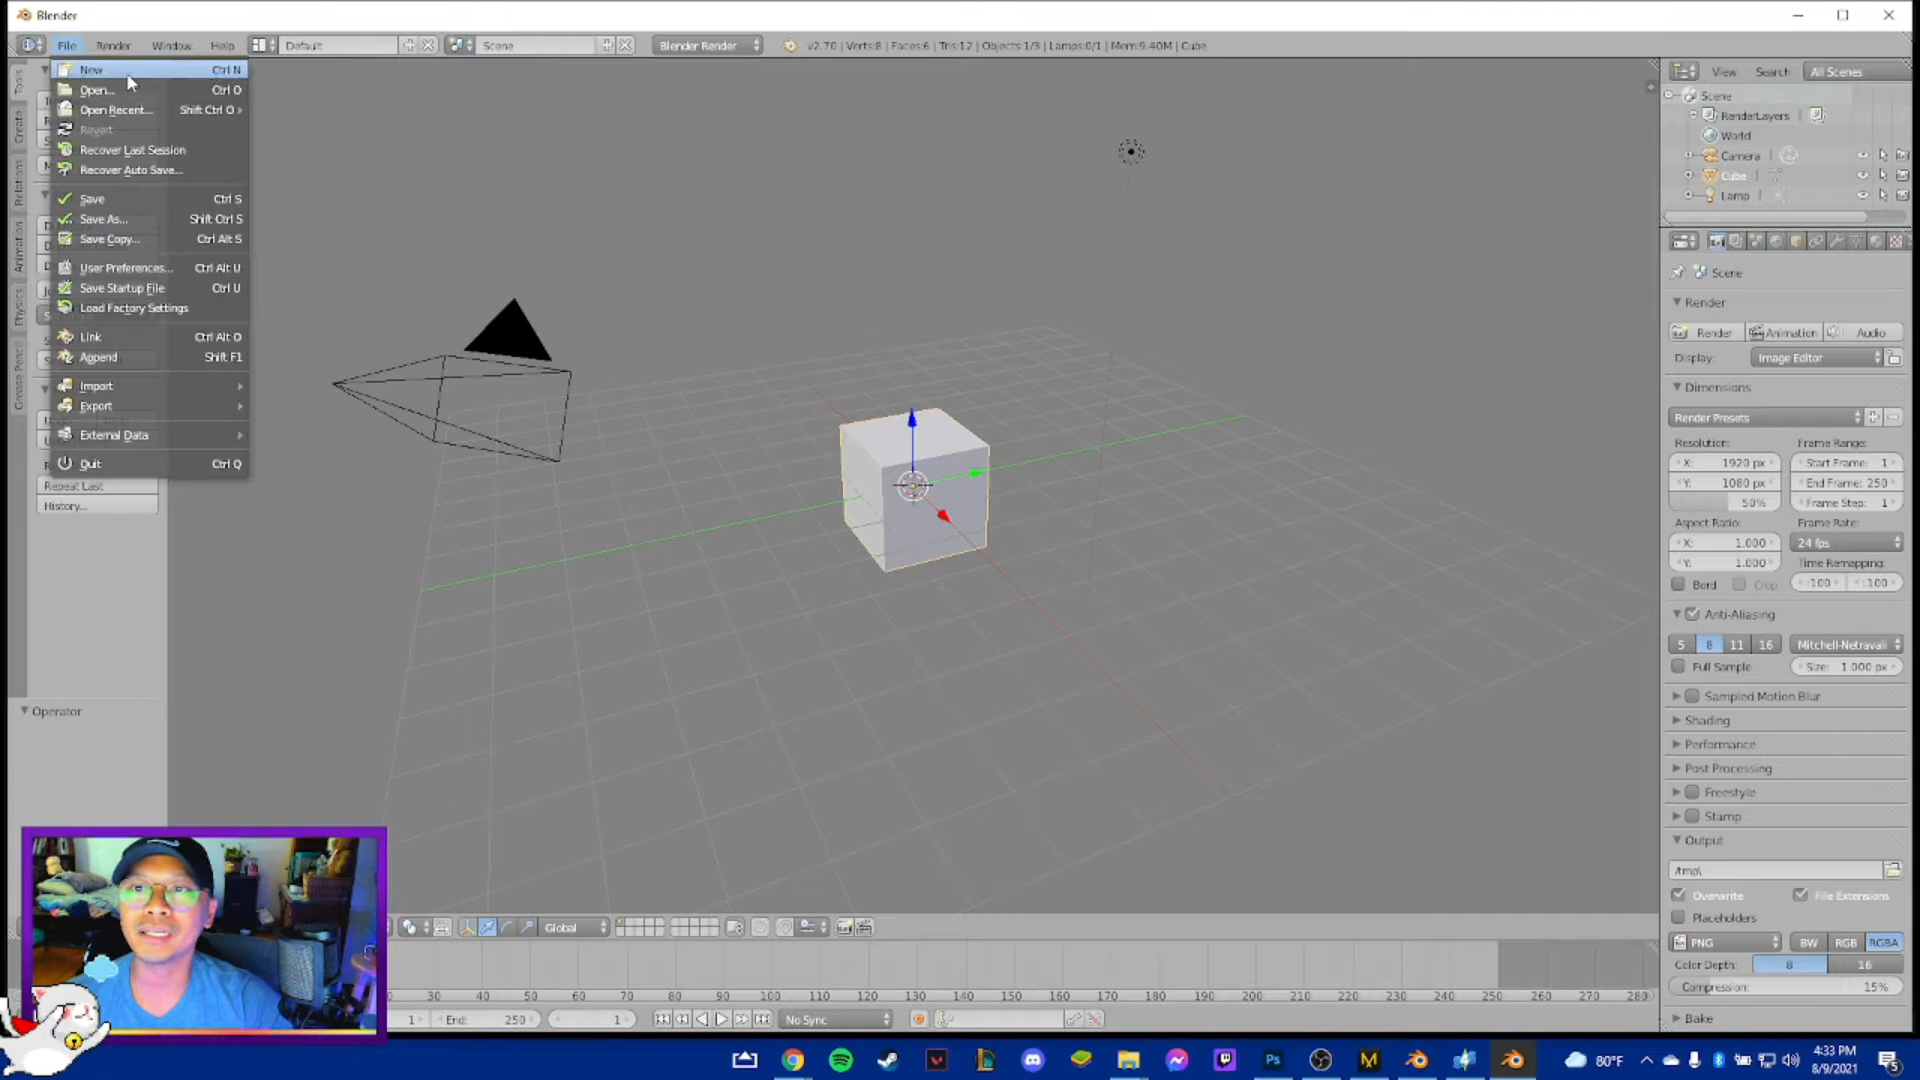 Blender
File Render Window Help Default Scene Blender Render v2.70 | Verts:8 | Faces:6 | Tris:12 | Objects:1/3 | Lamps:0/1 | Mem:9.40M | Cube
New Ctrl N
Open... Ctrl O
Open Recent... Shift Ctrl O
Revert
Recover Last Session
Recover Auto Save...
Save Ctrl S
Save As... Shift Ctrl S
Save Copy... Ctrl Alt S
User Preferences... Ctrl Alt U
Save Startup File Ctrl U
Load Factory Settings
Link Ctrl Alt O
Append Shift F1
Import
Export
External Data
Quit Ctrl Q
Repeat Last
History...
Tools
Create
Relations
Animation
Physics
Grease Pencil
Operator
View Search All Scenes
Scene
RenderLayers
World
Camera
Cube
Lamp
Scene
Render
Render Animation Audio
Display: Image Editor
Dimensions
Render Presets
Resolution: Frame Range:
X: 1920 px Start Frame: 1
Y: 1080 px End Frame: 250
50% Frame Step: 1
Aspect Ratio: Frame Rate:
X: 1.000 24 fps
Y: 1.000 Time Remapping:
Bord Crop :100 :100
Anti-Aliasing
5 8 11 16 Mitchell-Netravali
Full Sample Size: 1.000 px
Sampled Motion Blur
Shading
Performance
Post Processing
Freestyle
Stamp
Output
/tmp\
Overwrite File Extensions
Placeholders
PNG BW RGB RGBA
Color Depth: 8 16
Compression: 15%
Bake
Global
30 40 50 60 70 80 90 100 110 120 130 140 150 160 170 180 190 200 210 220 230 240 250 260 270 280
1 End: 250 1 No Sync
Ps M 80°F 4:33 PM
8/9/2021 5